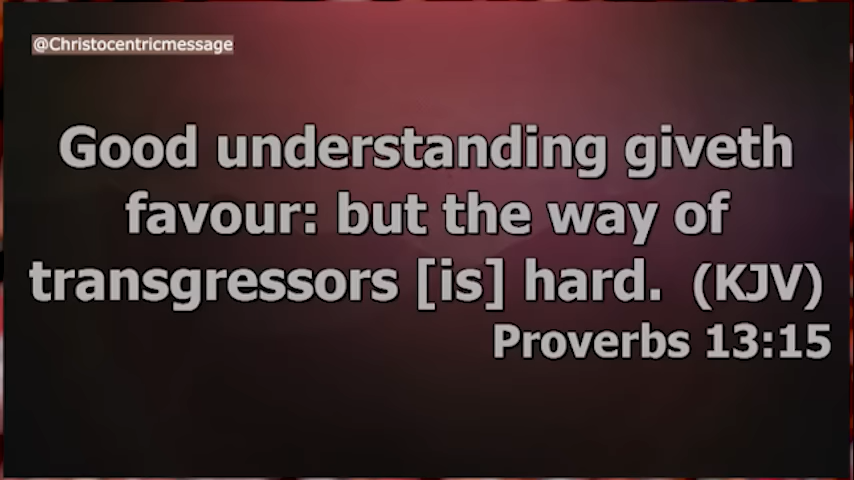 @Christocentricmessage
Good understanding giveth
favour: but the way of
transgressors [is] hard. (KJV)
Proverbs 13:15